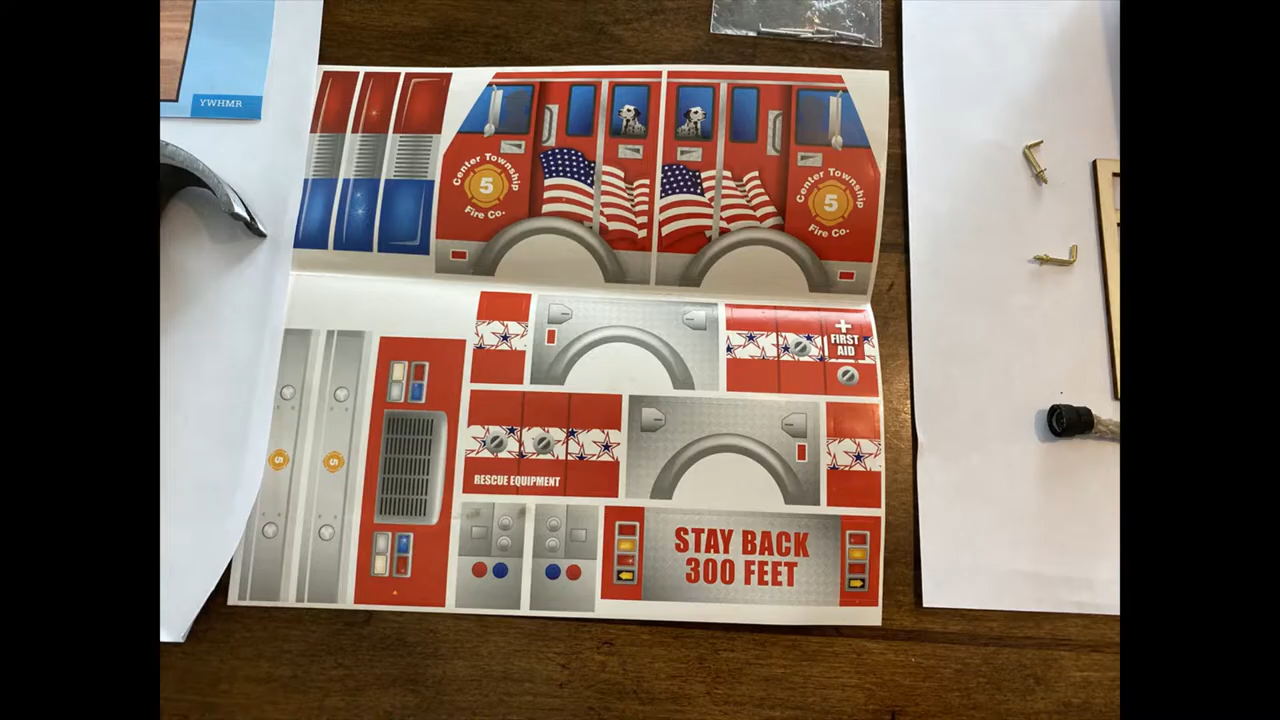 YWHMR
Center Township
5
Fire Co.
Center Township
5
Fire Co.
+
FIRST
AID
5
5
RESCUE EQUIPMENT
STAY BACK
300 FEET